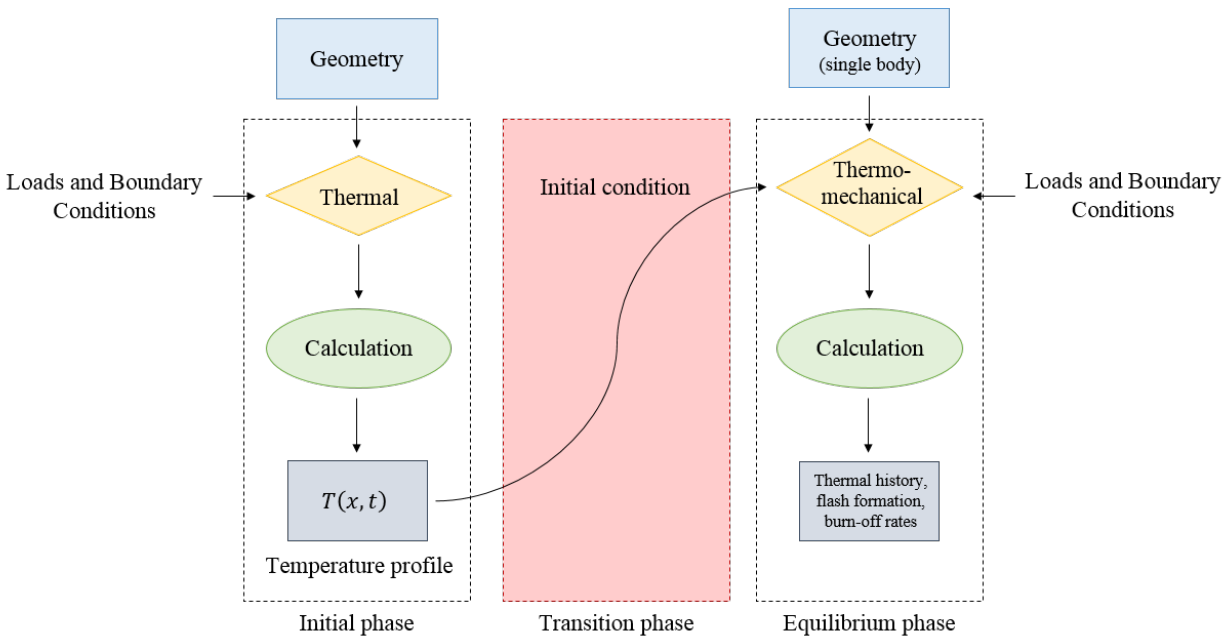 Geometry
Loads and Boundary
Conditions
Thermal
Calculation
T(x, t)
Temperature profile
Initial phase
Initial condition
Transition phase
Geometry
(single body)
Thermo-
mechanical
Loads and Boundary
Conditions
Calculation
Thermal history,
flash formation,
burn-off rates
Equilibrium phase